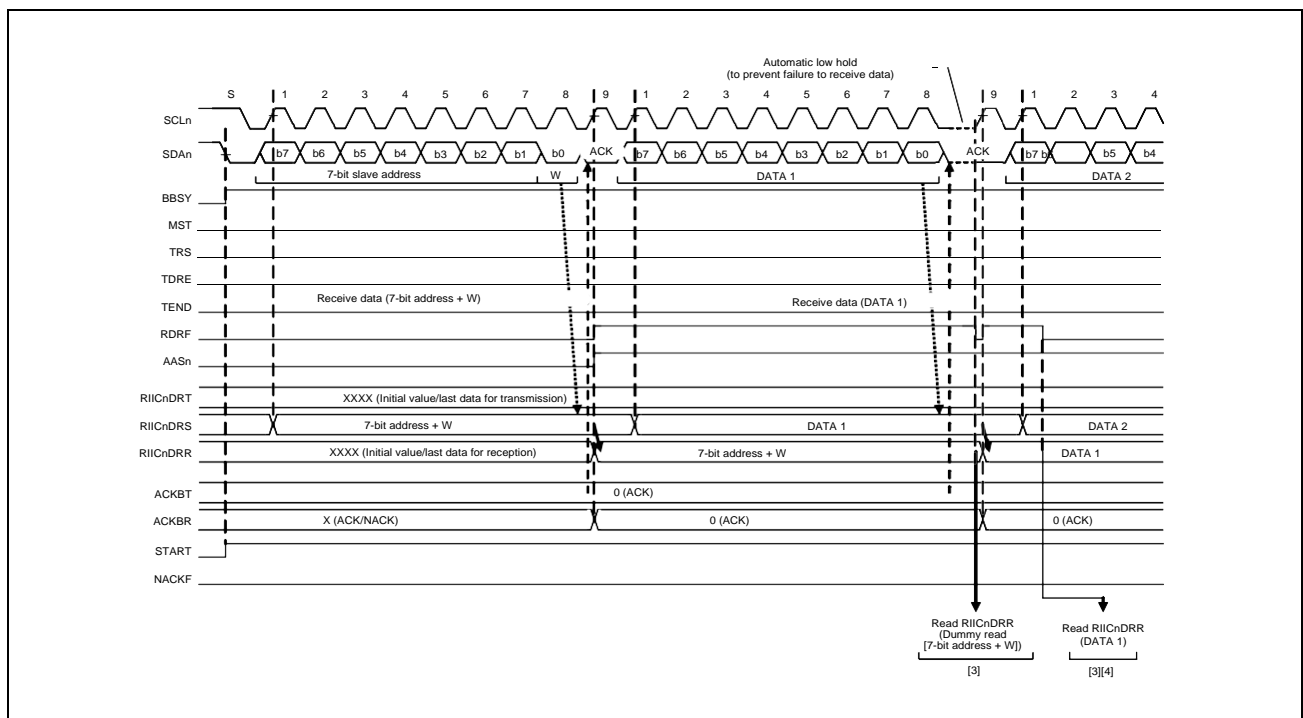 Automatic low hold
(to prevent failure to receive data)
S 1 2 3 4 5 6 7 8 9 1 2 3 4 5 6 7 8 9 1 2 3 4
SCLn
SDAn b7 b6 b5 b4 b3 b2 b1 b0 ACK b7 b6 b5 b4 b3 b2 b1 b0 ACK b7 b5 b4
7-bit slave address W DATA 1 DATA 2
BBSY
MST
TRS
TDRE
Receive data (7-bit address + W) Receive data (DATA 1)
TEND
RDRF
AASn
RIICnDRT XXXX (Initial value/last data for transmission)
RIICnDRS 7-bit address + W DATA 1 DATA 2
RIICnDRR XXXX (Initial value/last data for reception) 7-bit address + W DATA 1
ACKBT 0 (ACK)
ACKBR X (ACK/NACK) 0 (ACK) 0 (ACK)
START
NACKF
Read RIICnDRR
(Dummy read
[7-bit address + W])
[3]
Read RIICnDRR
(DATA 1)
[3][4]